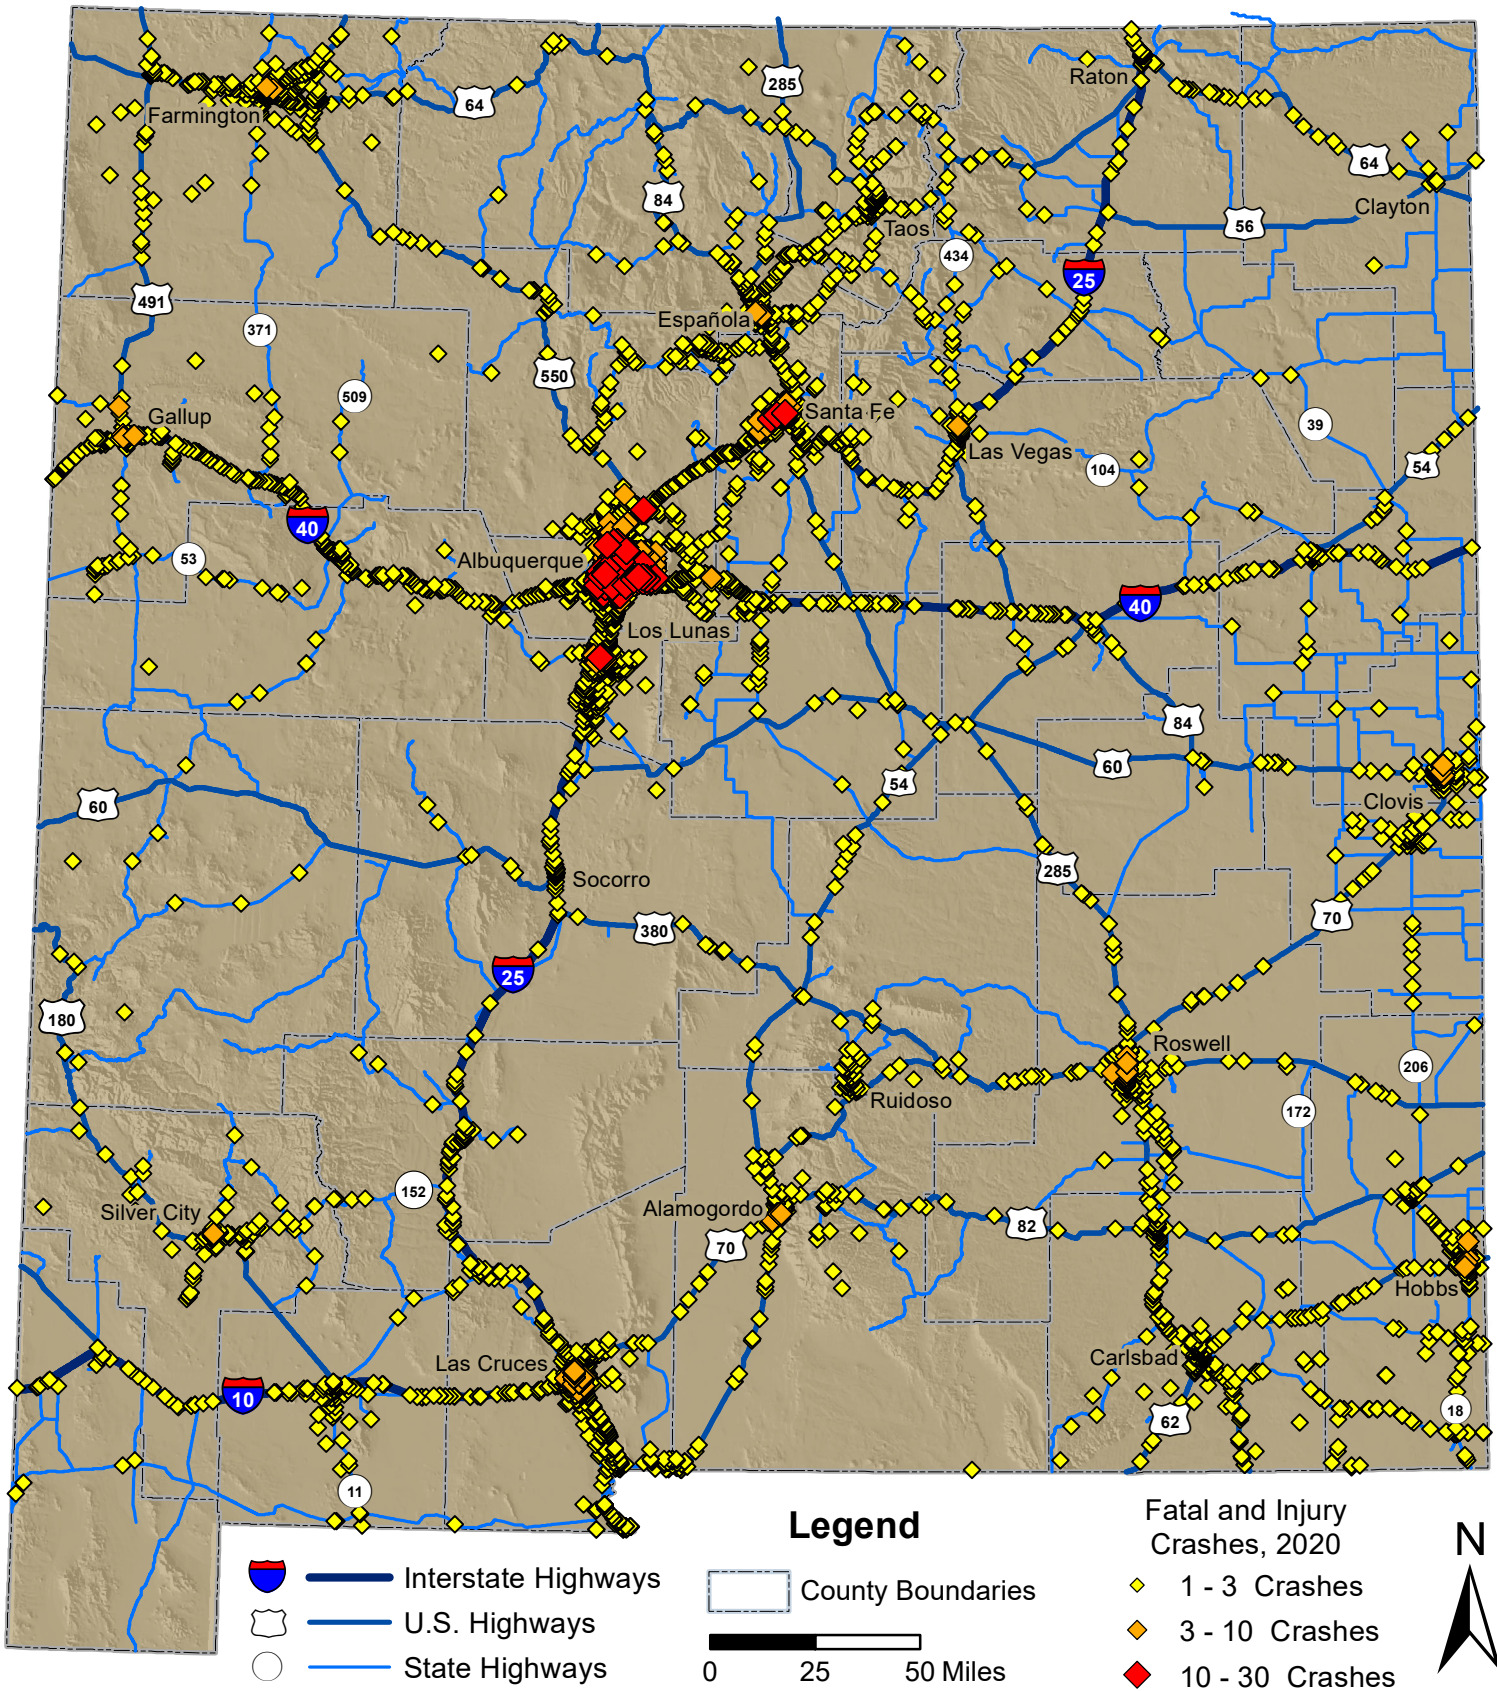 285
Raton
64
Farmington
64
84
Clayton
56
Taos
434
25
491
371
Española
550
509
Gallup
Santa Fe
39
Las Vegas
104
54
40
53
Albuquerque
40
Los Lunas
84
60
54
60
Clovis
285
Socorro
70
380
25
180
Roswell
206
Ruidoso
172
152
Silver City
Alamogordo
82
70
Hobbs
Las Cruces
Carlsbad
10
18
62
11
Legend
Fatal and Injury
Crashes, 2020
N
Interstate Highways
County Boundaries
1 - 3 Crashes
U.S. Highways
3 - 10 Crashes
State Highways
0 25 50 Miles
10 - 30 Crashes